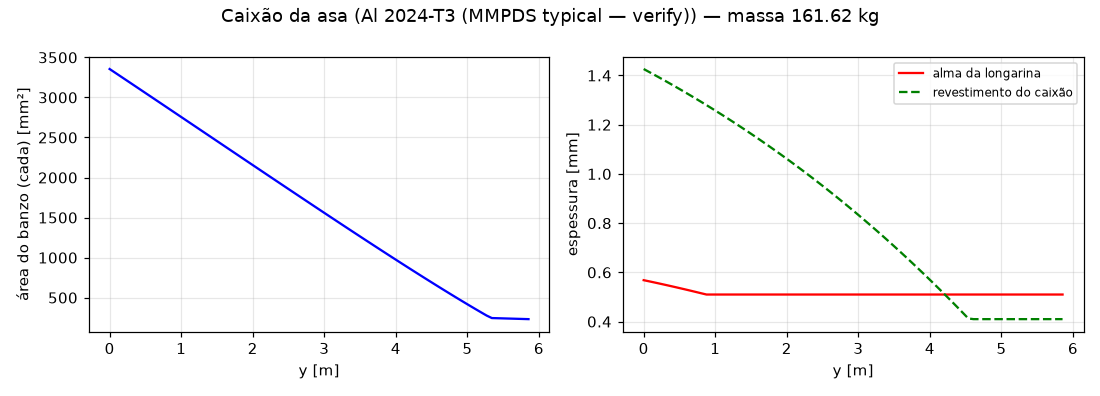 Caixão da asa (Al 2024-T3 (MMPDS typical — verify)) — massa 161.62 kg
área do banzo (cada) [mm²]
3500
3000
2500
2000
1500
1000
500
0 1 2 3 4 5 6
y [m]
espessura [mm]
1.4
1.2
1.0
0.8
0.6
0.4
0 1 2 3 4 5 6
y [m]
alma da longarina
revestimento do caixão